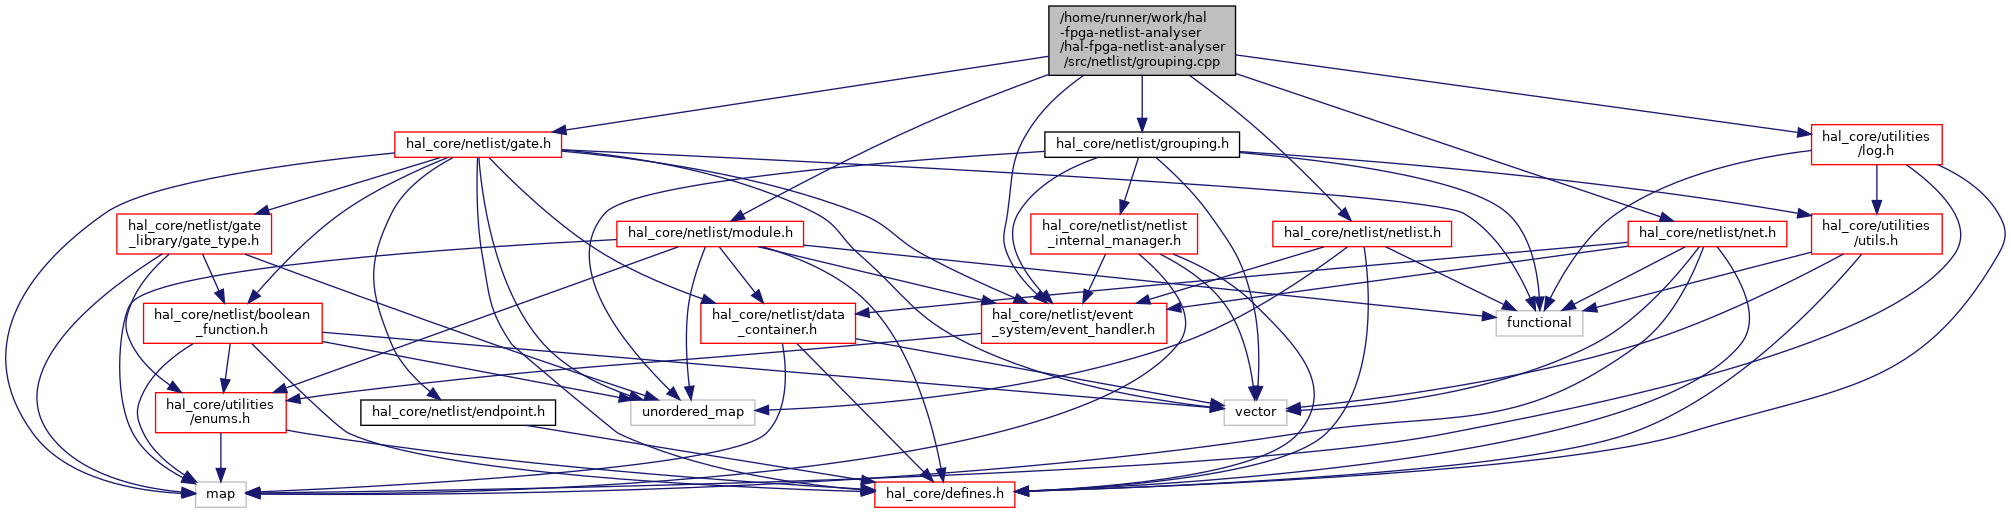 /home/runner/work/hal
-fpga-netlist-analyser
/hal-fpga-netlist-analyser
/src/netlist/grouping.cpp
hal_core/netlist/gate.h
hal_core/netlist/grouping.h
hal_core/utilities
/log.h
hal_core/netlist/gate
_library/gate_type.h
hal_core/netlist/module.h
hal_core/netlist/netlist
_internal_manager.h
hal_core/netlist/netlist.h
hal_core/netlist/net.h
hal_core/utilities
/utils.h
hal_core/netlist/boolean
_function.h
hal_core/netlist/data
_container.h
hal_core/netlist/event
_system/event_handler.h
functional
hal_core/utilities
/enums.h
hal_core/netlist/endpoint.h
unordered_map
vector
map
hal_core/defines.h